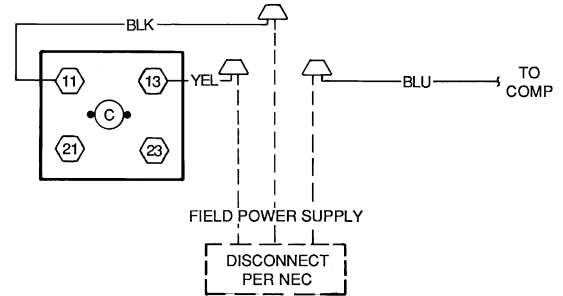 BLK
11
13
YEL
BLU
TO
COMP
C
21
23
FIELD POWER SUPPLY
DISCONNECT
PER NEC